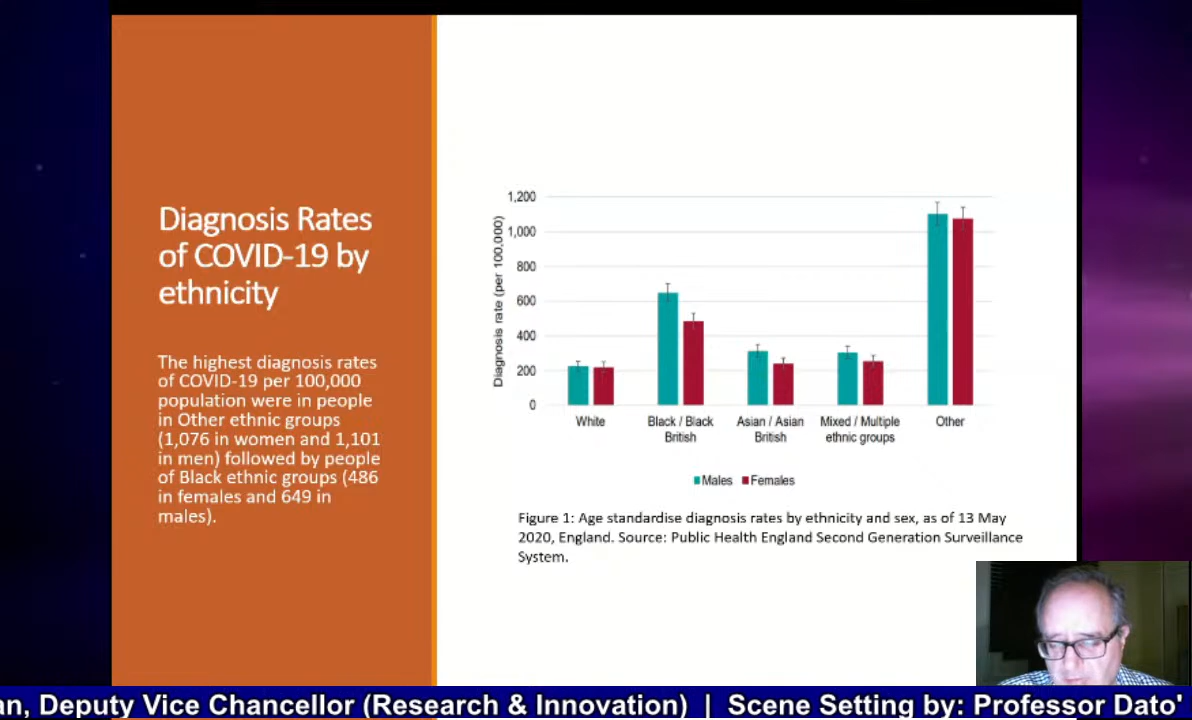 Diagnosis Rates
of COVID-19 by
ethnicity
The highest diagnosis rates
of COVID-19 per 100,000
population were in people
in Other ethnic groups
(1,076 in women and 1,101
in men) followed by people
of Black ethnic groups (486
in females and 649 in
males).
Diagnosis rate (per 100,000)
1,200
1,000
800
600
400
200
0
White
Black / Black
British
Asian / Asian
British
Mixed / Multiple
ethnic groups
Other
Males Females
Figure 1: Age standardise diagnosis rates by ethnicity and sex, as of 13 May
2020, England. Source: Public Health England Second Generation Surveillance
System.
an, Deputy Vice Chancellor (Research & Innovation) | Scene Setting by: Professor Dato'